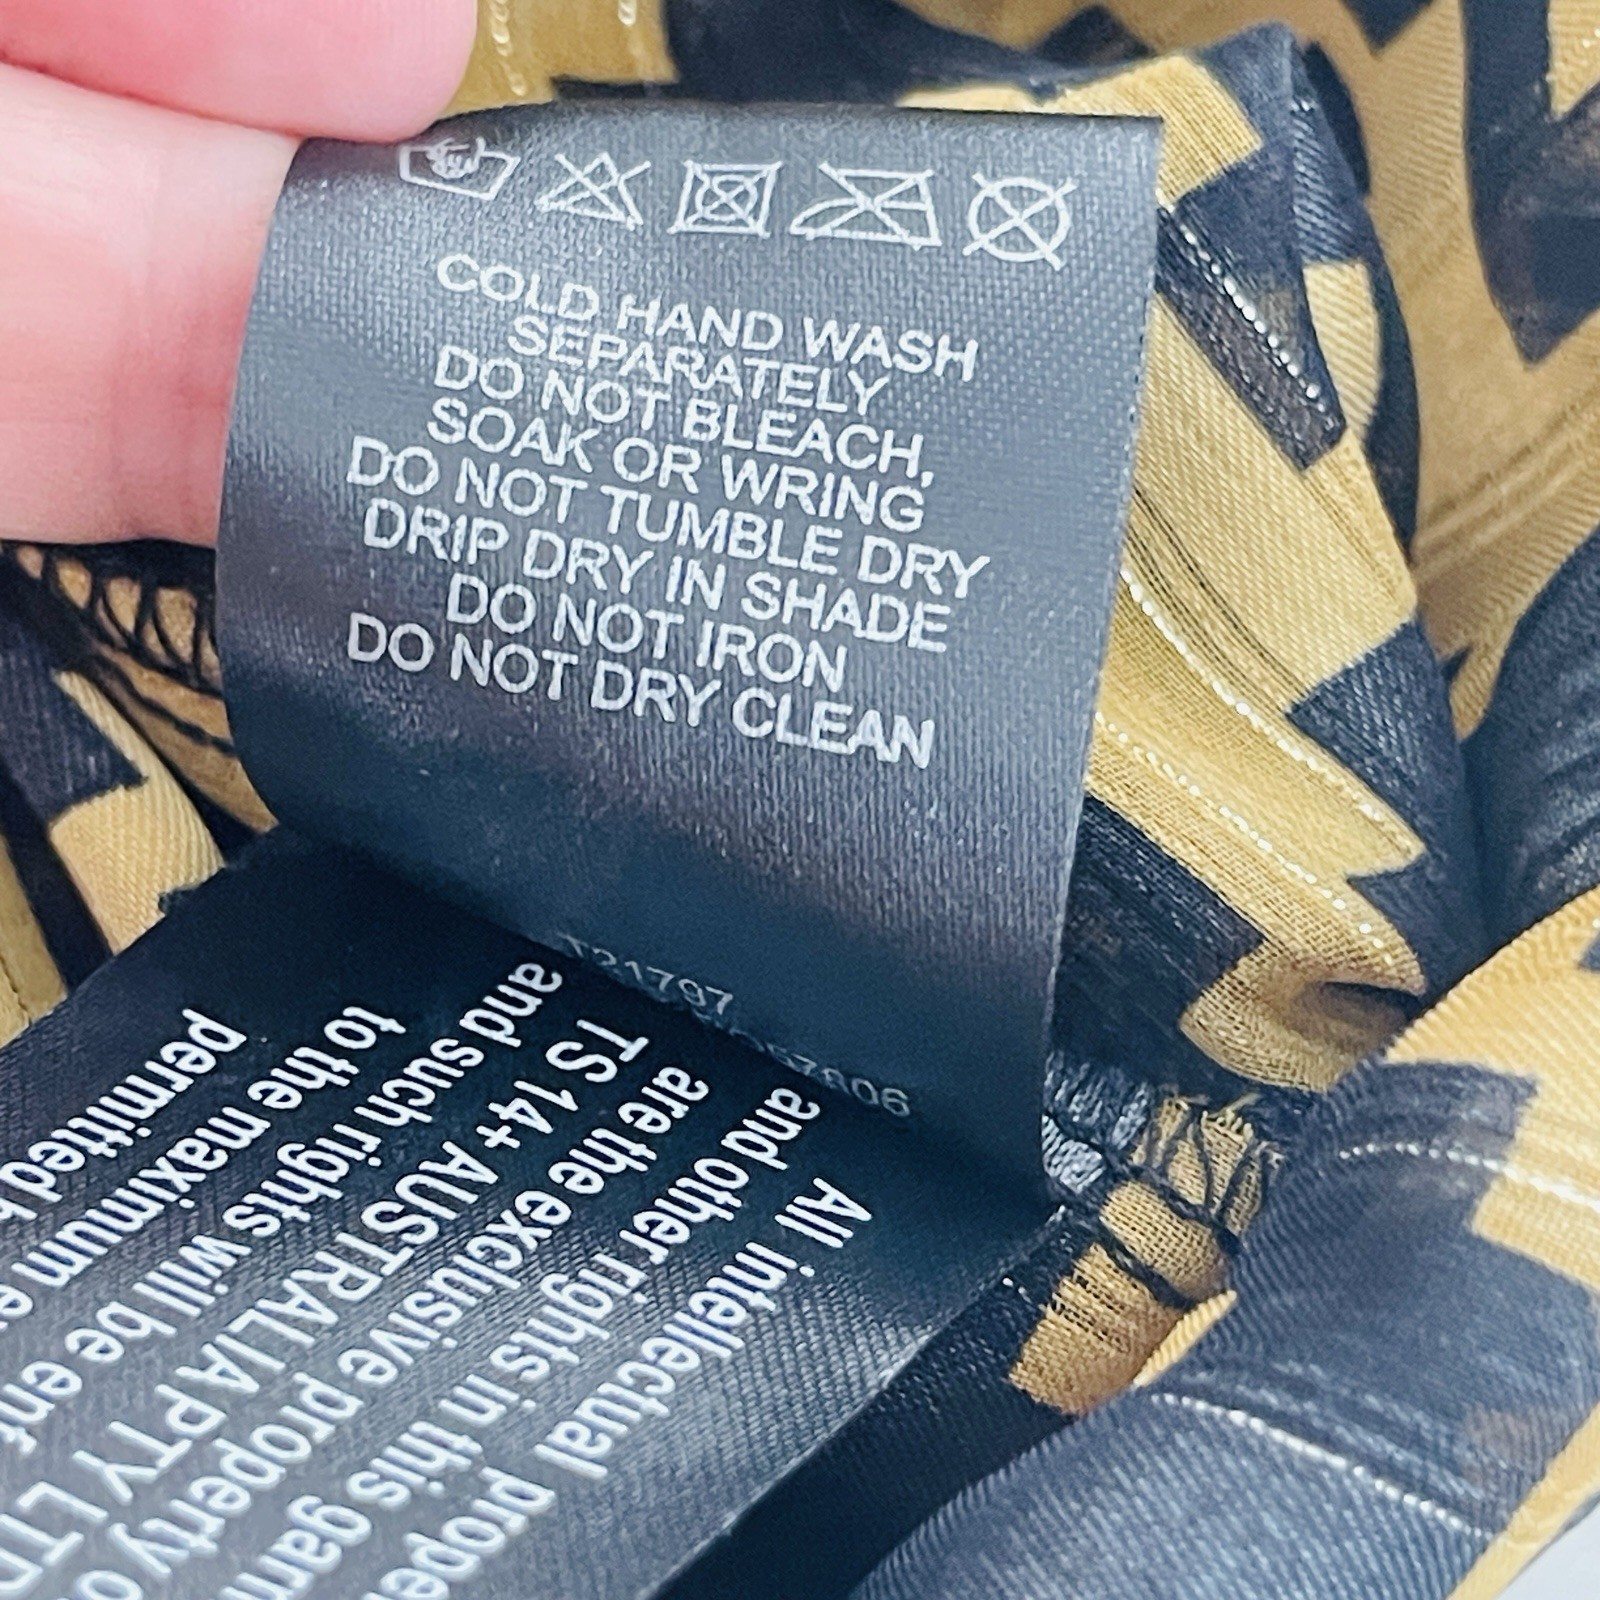 COLD HAND WASH
SEPARATELY
DO NOT BLEACH,
SOAK OR WRING
DO NOT TUMBLE DRY
DRIP DRY IN SHADE
DO NOT IRON
DO NOT DRY CLEAN
All intellectual
and other rights in this
are the exclusive property
TS 14+ AUSTRALIA PTY
and such rights will be
to the maximum
permitted